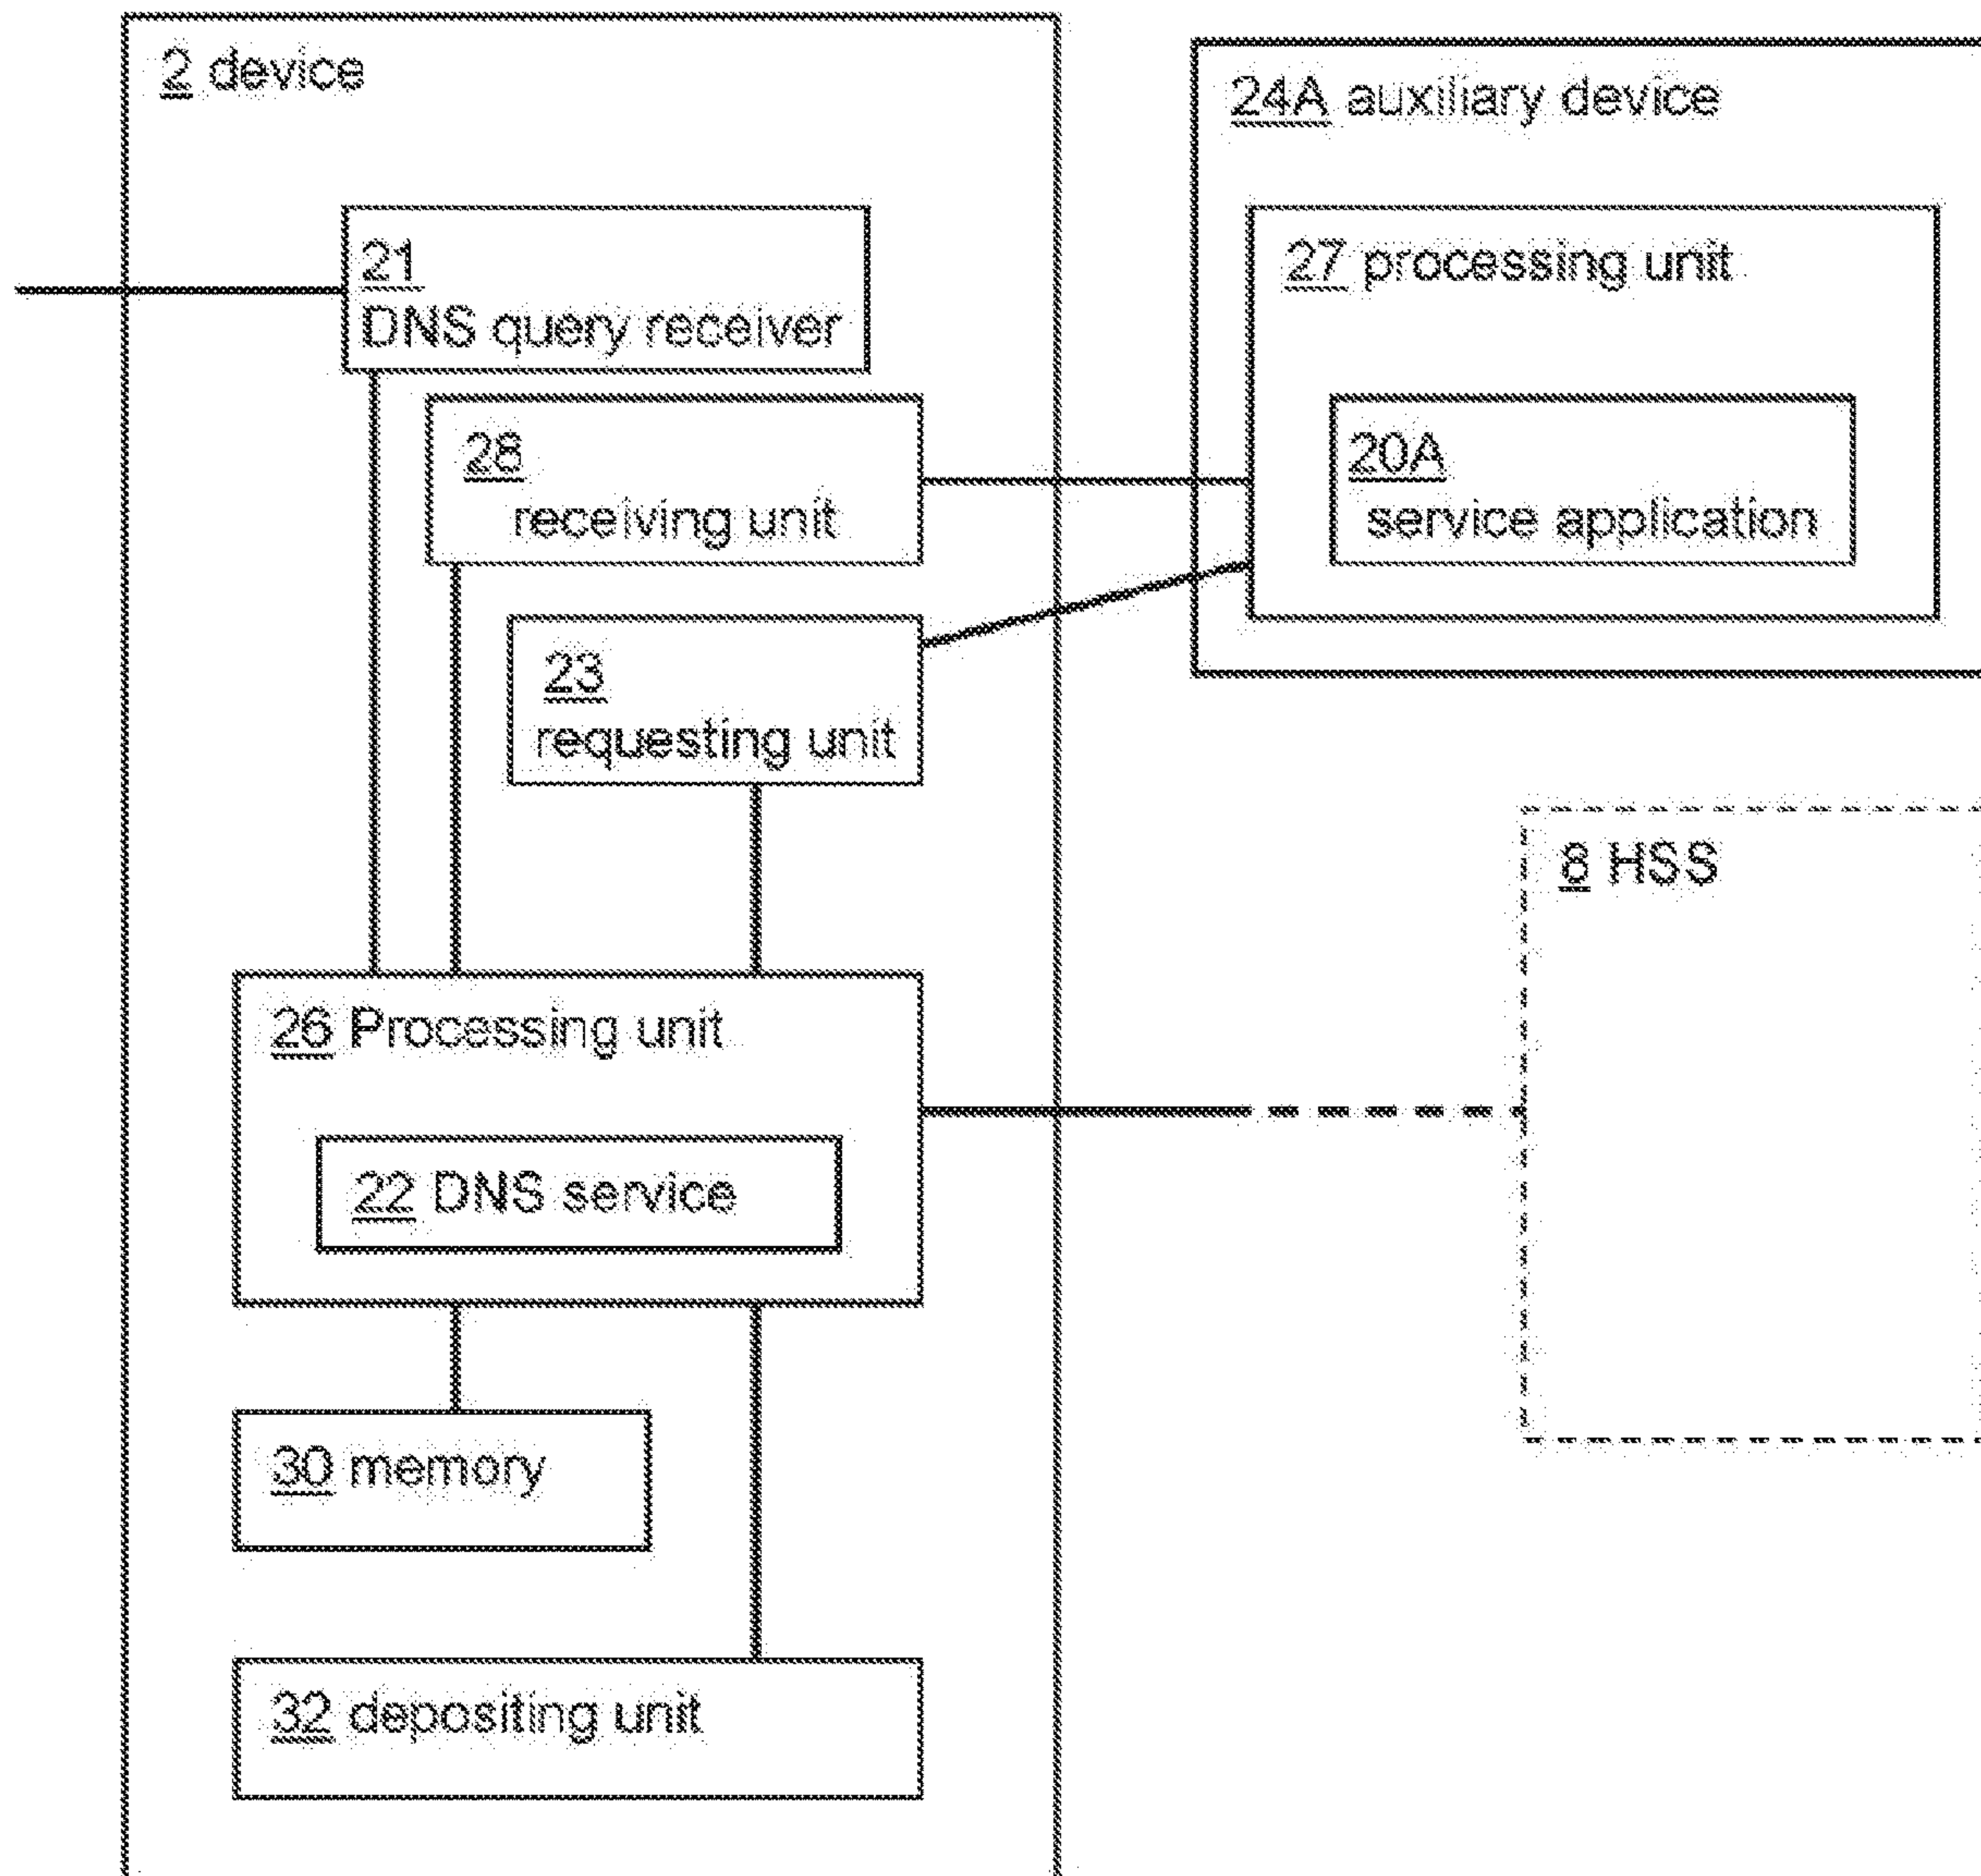 2 device
21
DNS query receiver
28
receiving unit
23
requesting unit
26 Processing unit
22 DNS service
30 memory
32 depositing unit
24A auxiliary device
27 processing unit
20A
service application
8 HSS